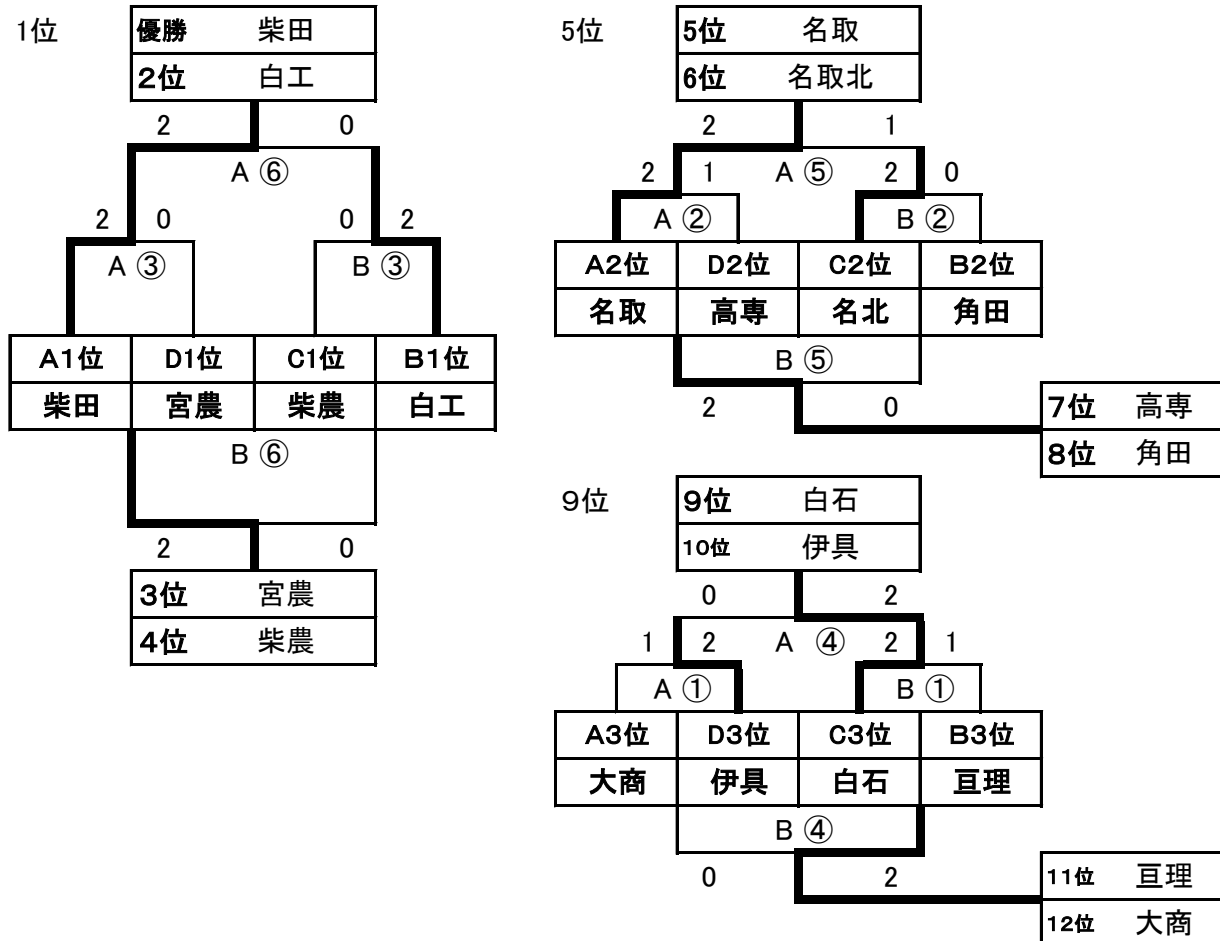 1位
優勝 柴田
2位 白工
2 0
A ⑥
2 0 0 2
A ③ B ③
A1位 D1位 C1位 B1位
柴田 宮農 柴農 白工
B ⑥
2 0
3位 宮農
4位 柴農
5位
5位 名取
6位 名取北
2 1
2 1 A ⑤ 2 0
A ② B ②
A2位 D2位 C2位 B2位
名取 高専 名北 角田
B ⑤
2 0
7位 高専
8位 角田
9位
9位 白石
10位 伊具
0 2
1 2 A ④ 2 1
A ① B ①
A3位 D3位 C3位 B3位
大商 伊具 白石 亘理
B ④
0 2
11位 亘理
12位 大商